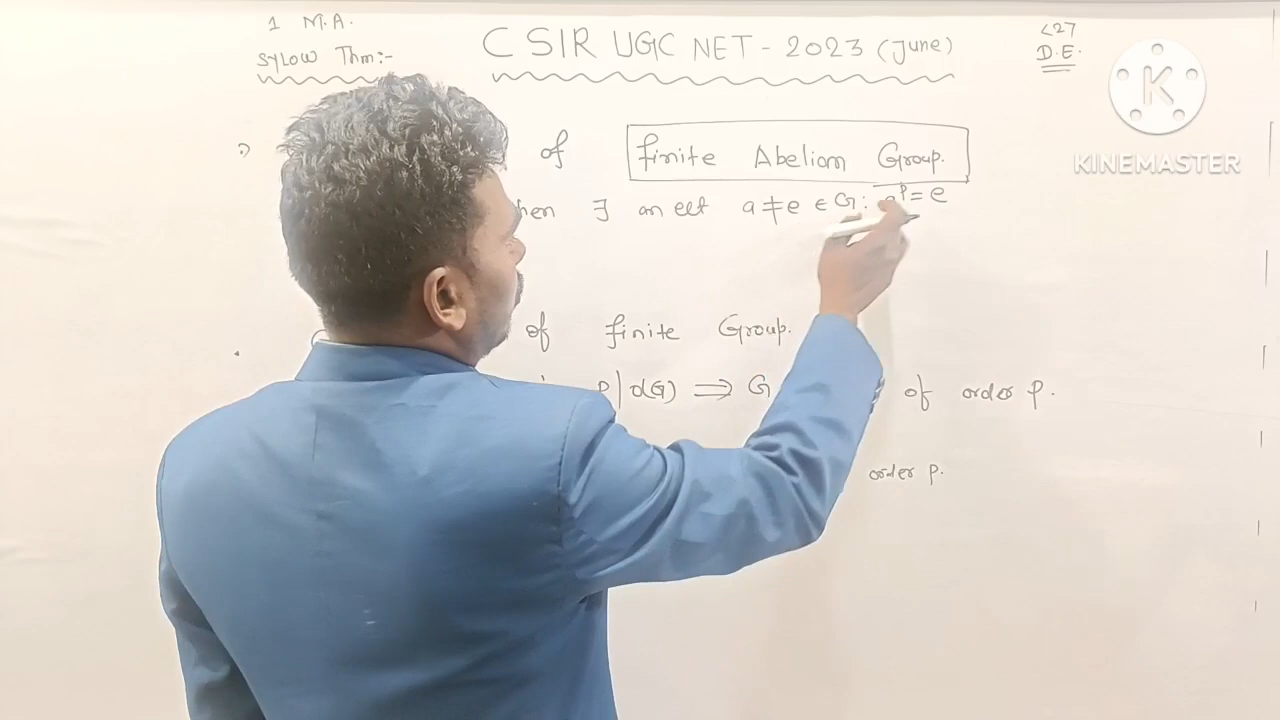 1 M.A.
Sylow Thm:-
CSIR UGC NET - 2023 (June)
<27
D.E.
KINEMASTER
of finite Abelian Group.
hen ∃ an elt a ≠ e ∈ G : a^p = e
of finite Group.
P | o(G) ⟹ G of order p.
order p.